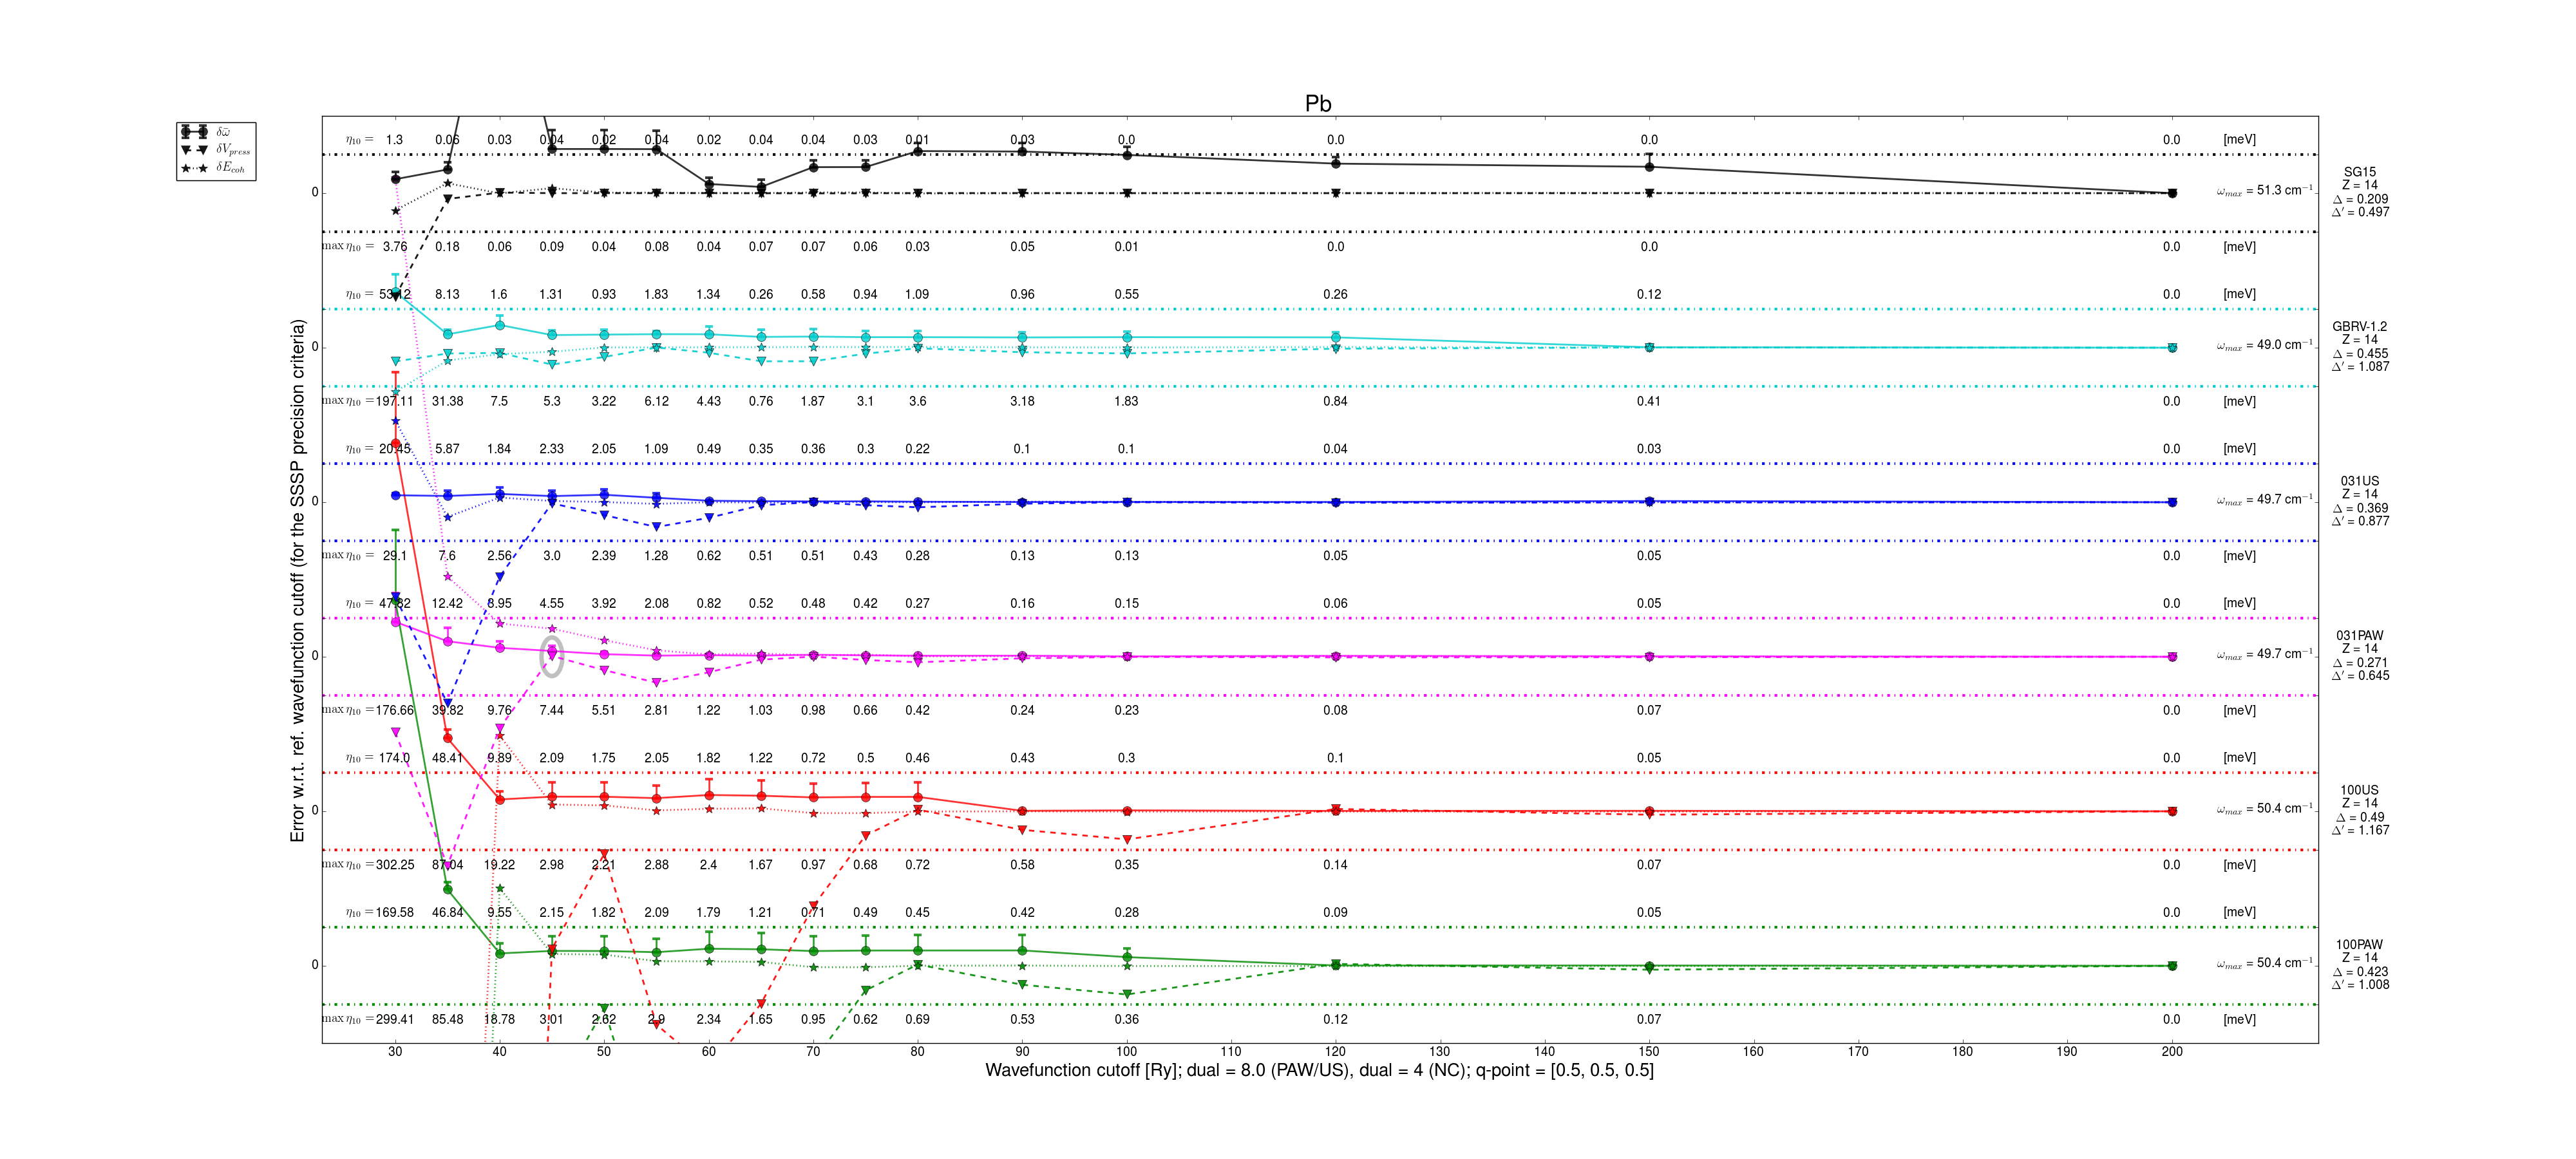 Pb
δω̄
δV_press
δE_coh
Error w.r.t. ref. wavefunction cutoff (for the SSSP precision criteria)
η₁₀ = 1.3 0.06 0.03 0.04 0.02 0.04 0.02 0.04 0.04 0.03 0.01 0.03 0.0 0.0 0.0 0.0 [meV]
0
ω_max = 51.3 cm⁻¹
SG15
Z = 14
Δ = 0.209
Δ′ = 0.497
max η₁₀ = 3.76 0.18 0.06 0.09 0.04 0.08 0.04 0.07 0.07 0.06 0.03 0.05 0.01 0.0 0.0 0.0 [meV]
η₁₀ = 53.12 8.13 1.6 1.31 0.93 1.83 1.34 0.26 0.58 0.94 1.09 0.96 0.55 0.26 0.12 0.0 [meV]
0
ω_max = 49.0 cm⁻¹
GBRV-1.2
Z = 14
Δ = 0.455
Δ′ = 1.087
max η₁₀ = 197.11 31.38 7.5 5.3 3.22 6.12 4.43 0.76 1.87 3.1 3.6 3.18 1.83 0.84 0.41 0.0 [meV]
η₁₀ = 20.45 5.87 1.84 2.33 2.05 1.09 0.49 0.35 0.36 0.3 0.22 0.1 0.1 0.04 0.03 0.0 [meV]
0
ω_max = 49.7 cm⁻¹
031US
Z = 14
Δ = 0.369
Δ′ = 0.877
max η₁₀ = 29.1 7.6 2.56 3.0 2.39 1.28 0.62 0.51 0.51 0.43 0.28 0.13 0.13 0.05 0.05 0.0 [meV]
η₁₀ = 47.82 12.42 8.95 4.55 3.92 2.08 0.82 0.52 0.48 0.42 0.27 0.16 0.15 0.06 0.05 0.0 [meV]
0
ω_max = 49.7 cm⁻¹
031PAW
Z = 14
Δ = 0.271
Δ′ = 0.645
max η₁₀ = 176.66 39.82 9.76 7.44 5.51 2.81 1.22 1.03 0.98 0.66 0.42 0.24 0.23 0.08 0.07 0.0 [meV]
η₁₀ = 174.0 48.41 9.89 2.09 1.75 2.05 1.82 1.22 0.72 0.5 0.46 0.43 0.3 0.1 0.05 0.0 [meV]
0
ω_max = 50.4 cm⁻¹
100US
Z = 14
Δ = 0.49
Δ′ = 1.167
max η₁₀ = 302.25 87.04 19.22 2.98 2.21 2.88 2.4 1.67 0.97 0.68 0.72 0.58 0.35 0.14 0.07 0.0 [meV]
η₁₀ = 169.58 46.84 9.55 2.15 1.82 2.09 1.79 1.21 0.71 0.49 0.45 0.42 0.28 0.09 0.05 0.0 [meV]
0
ω_max = 50.4 cm⁻¹
100PAW
Z = 14
Δ = 0.423
Δ′ = 1.008
max η₁₀ = 299.41 85.48 18.78 3.01 2.62 2.9 2.34 1.65 0.95 0.62 0.69 0.53 0.36 0.12 0.07 0.0 [meV]
30 40 50 60 70 80 90 100 110 120 130 140 150 160 170 180 190 200
Wavefunction cutoff [Ry]; dual = 8.0 (PAW/US), dual = 4 (NC); q-point = [0.5, 0.5, 0.5]